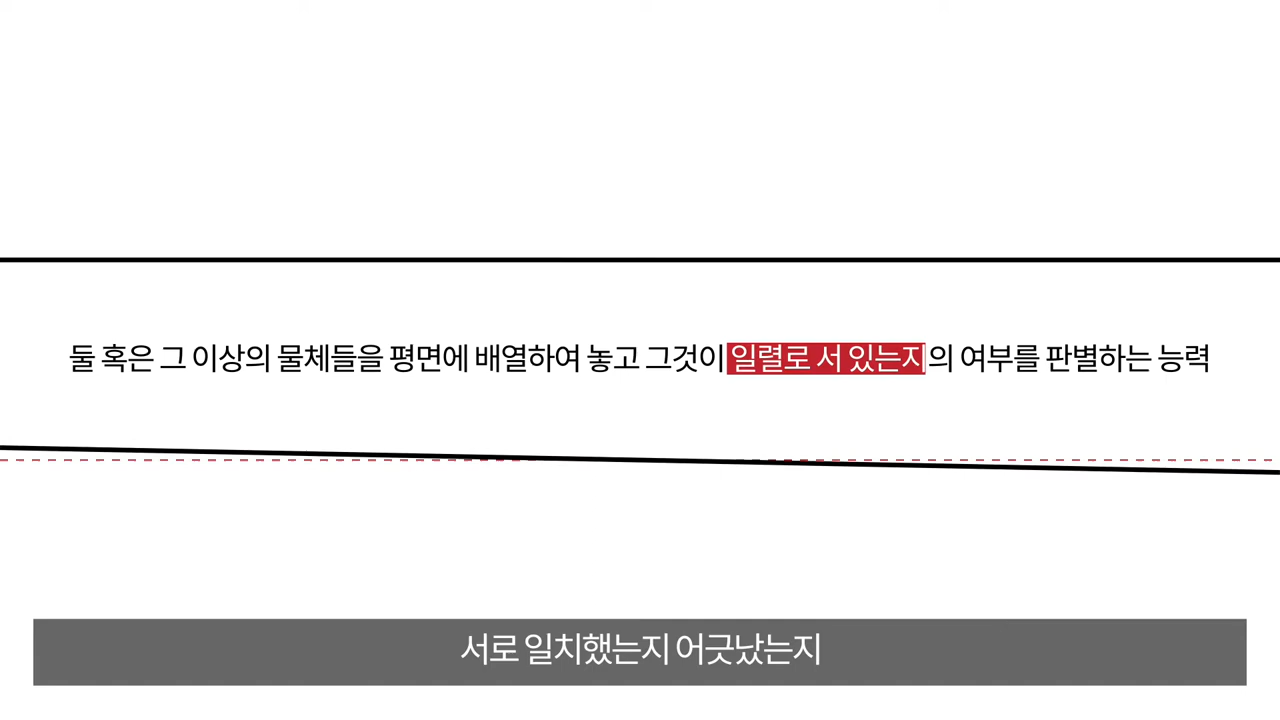 둘 혹은 그 이상의 물체들을 평면에 배열하여 놓고 그것이 일렬로 서 있는지의 여부를 판별하는 능력
서로 일치했는지 어긋났는지